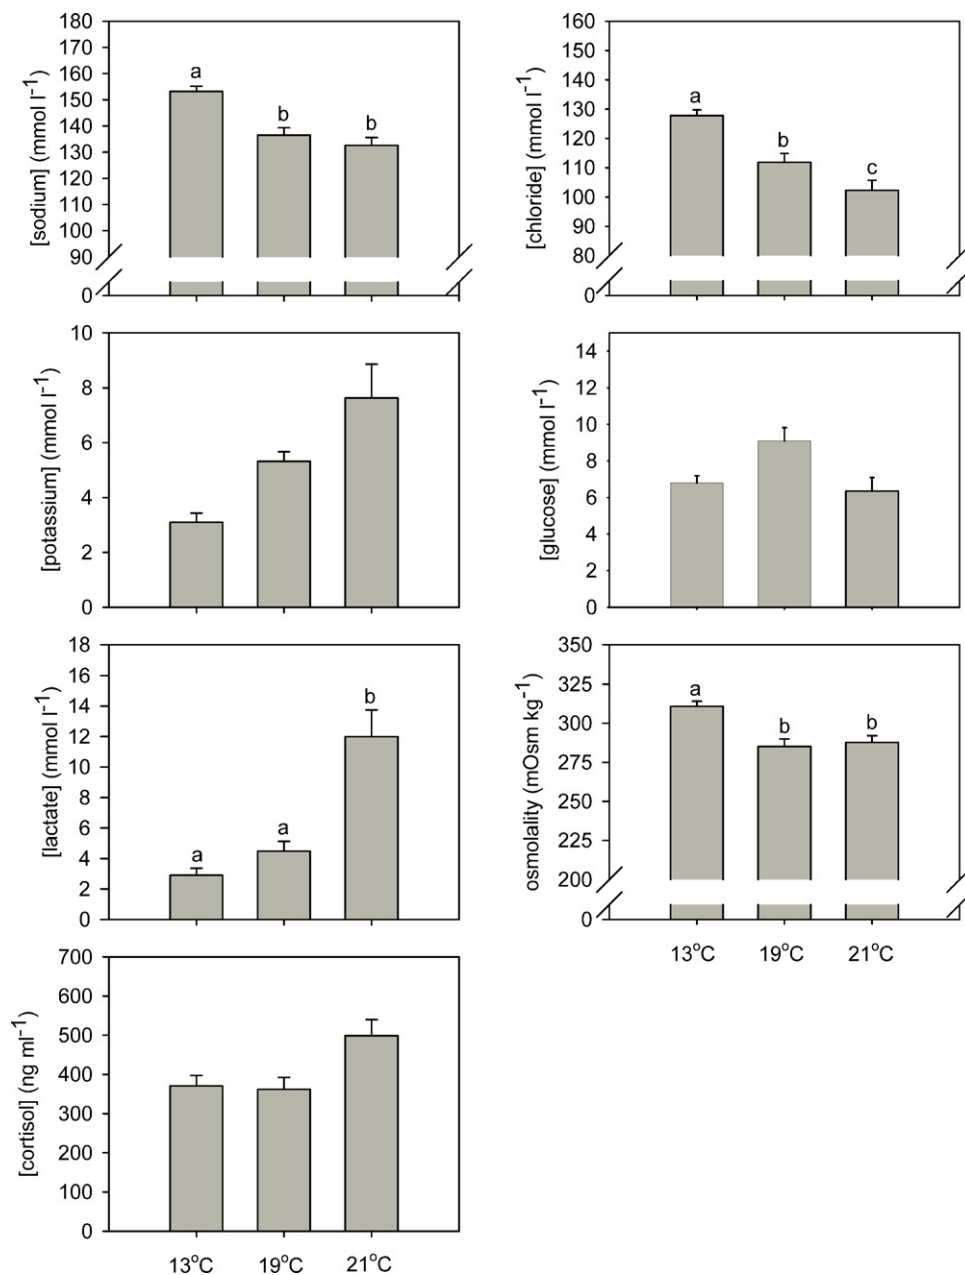 [sodium] (mmol l⁻¹)
180
170
160
150
140
130
120
110
100
90
0
a
b
b
[chloride] (mmol l⁻¹)
160
150
140
130
120
110
100
90
80
0
a
b
c
[potassium] (mmol l⁻¹)
10
8
6
4
2
0
[glucose] (mmol l⁻¹)
14
12
10
8
6
4
2
0
[lactate] (mmol l⁻¹)
18
16
14
12
10
8
6
4
2
0
a
a
b
osmolality (mOsm kg⁻¹)
350
325
300
275
250
225
200
0
a
b
b
13°C 19°C 21°C
[cortisol] (ng ml⁻¹)
700
600
500
400
300
200
100
0
13°C 19°C 21°C